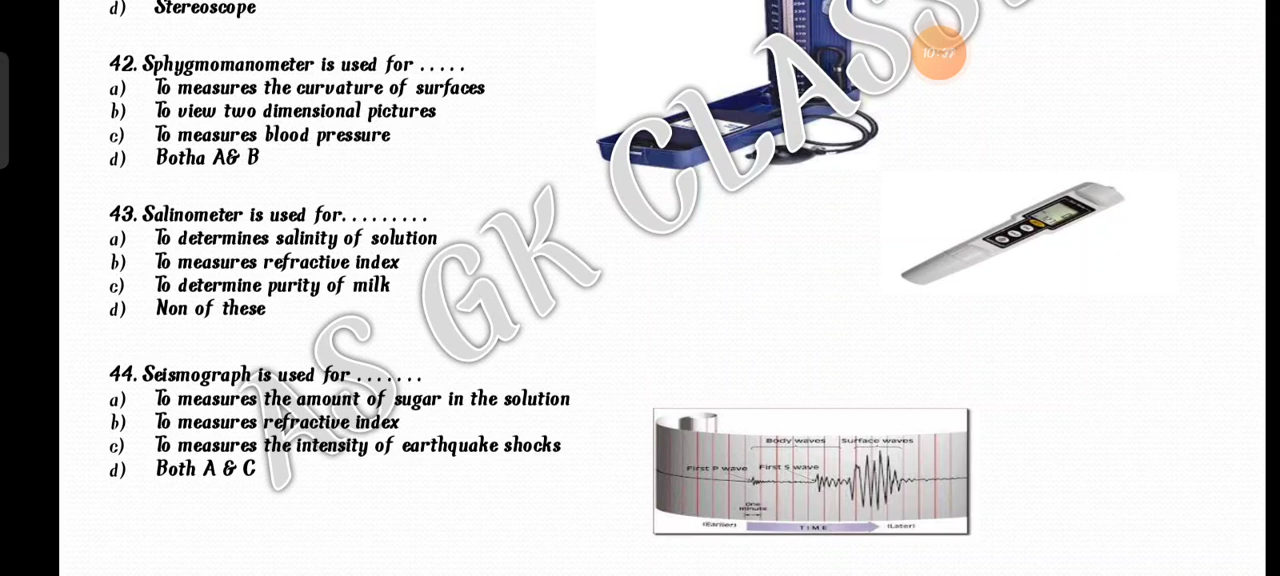 d) Stereoscope
42. Sphygmomanometer is used for .....
a) To measures the curvature of surfaces
b) To view two dimensional pictures
c) To measures blood pressure
d) Botha A& B
43. Salinometer is used for.........
a) To determines salinity of solution
b) To measures refractive index
c) To determine purity of milk
d) Non of these
44. Seismograph is used for .......
a) To measures the amount of sugar in the solution
b) To measures refractive index
c) To measures the intensity of earthquake shocks
d) Both A & C
AS GK CLASSE
Body waves Surface waves
First P wave First S wave
One
minute
(Earlier) TIME (Later)